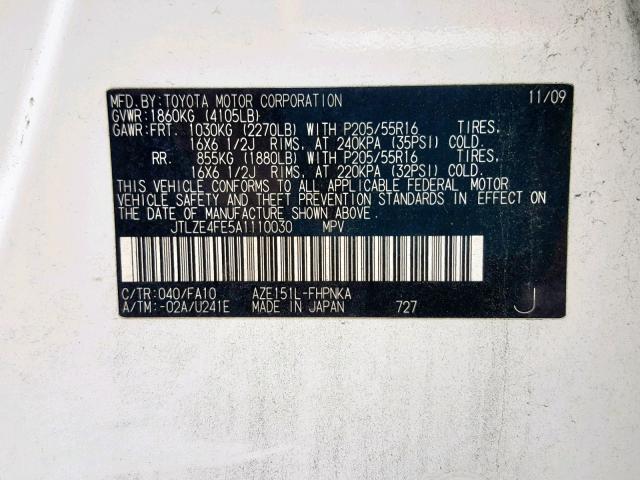 MFD.BY:TOYOTA MOTOR CORPORATION 11/09
GVWR:1860KG (4105LB)
GAWR:FRT. 1030KG (2270LB) WITH P205/55R16 TIRES,
16X6 1/2J RIMS, AT 240KPA (35PSI) COLD.
RR. 855KG (1880LB) WITH P205/55R16 TIRES,
16X6 1/2J RIMS, AT 220KPA (32PSI) COLD.
THIS VEHICLE CONFORMS TO ALL APPLICABLE FEDERAL MOTOR
VEHICLE SAFETY AND THEFT PREVENTION STANDARDS IN EFFECT ON
THE DATE OF MANUFACTURE SHOWN ABOVE.
JTLZE4FE5A1110030 MPV
C/TR:040/FA10 AZE151L-FHPNKA
A/TM:-02A/U241E MADE IN JAPAN 727 J